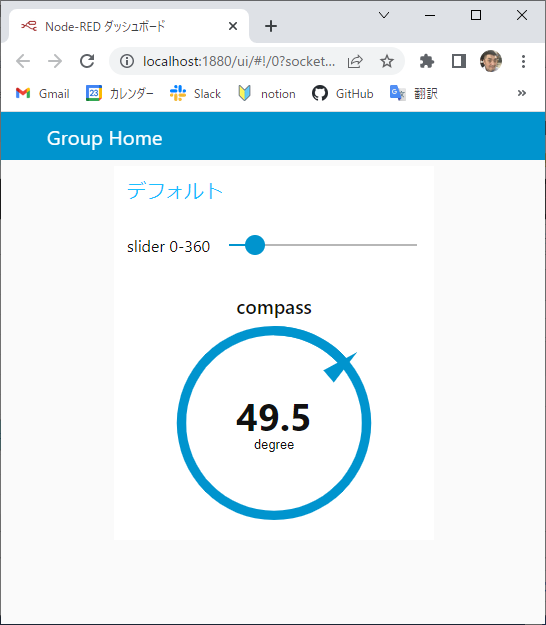 Node-RED ダッシュボード
localhost:1880/ui/#!/0?socket...
Gmail 23 カレンダー Slack notion GitHub 翻訳 »
Group Home
デフォルト
slider 0-360
compass
49.5
degree